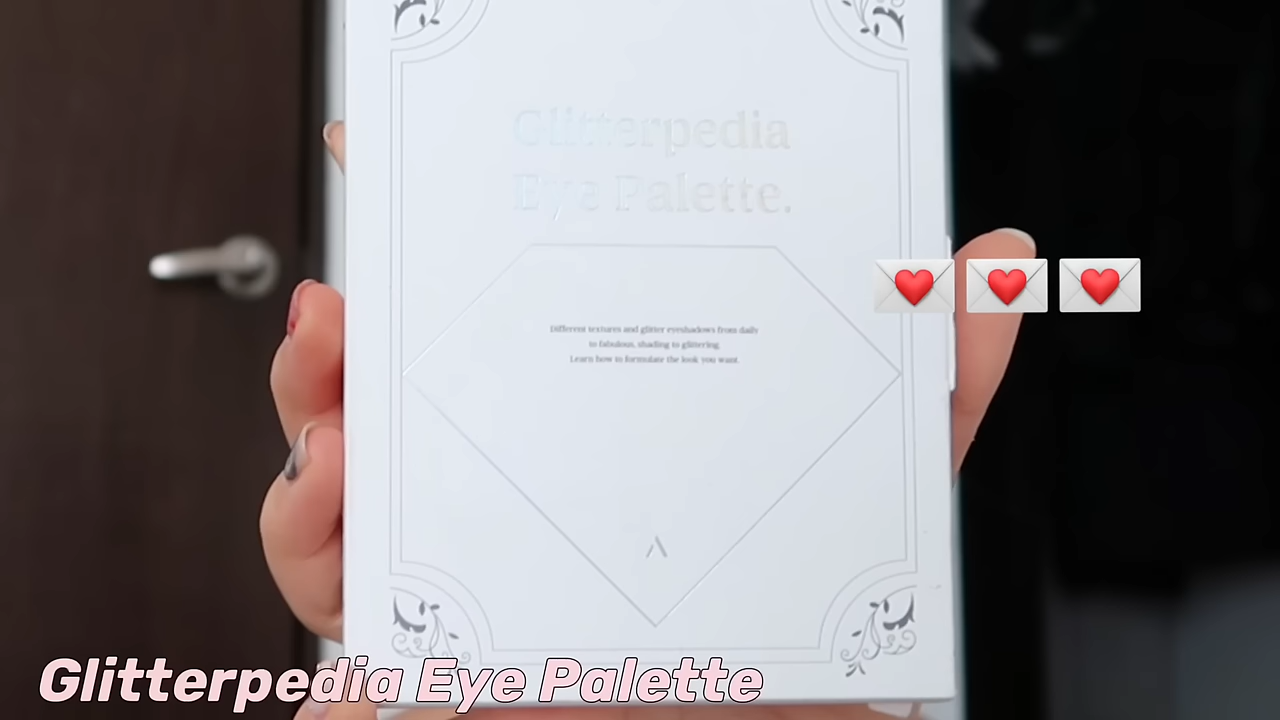 Glitterpedia
Eye Palette.
Different textures and glitter eyeshadows from daily
to fabulous, shading to glittering.
Learn how to formulate the look you want.
Glitterpedia Eye Palette